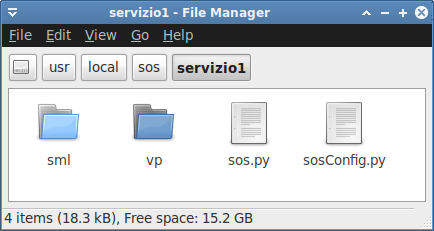 servizio1 - File Manager
File Edit View Go Help
usr local sos servizio1
sml vp sos.py sosConfig.py
4 items (18.3 kB), Free space: 15.2 GB